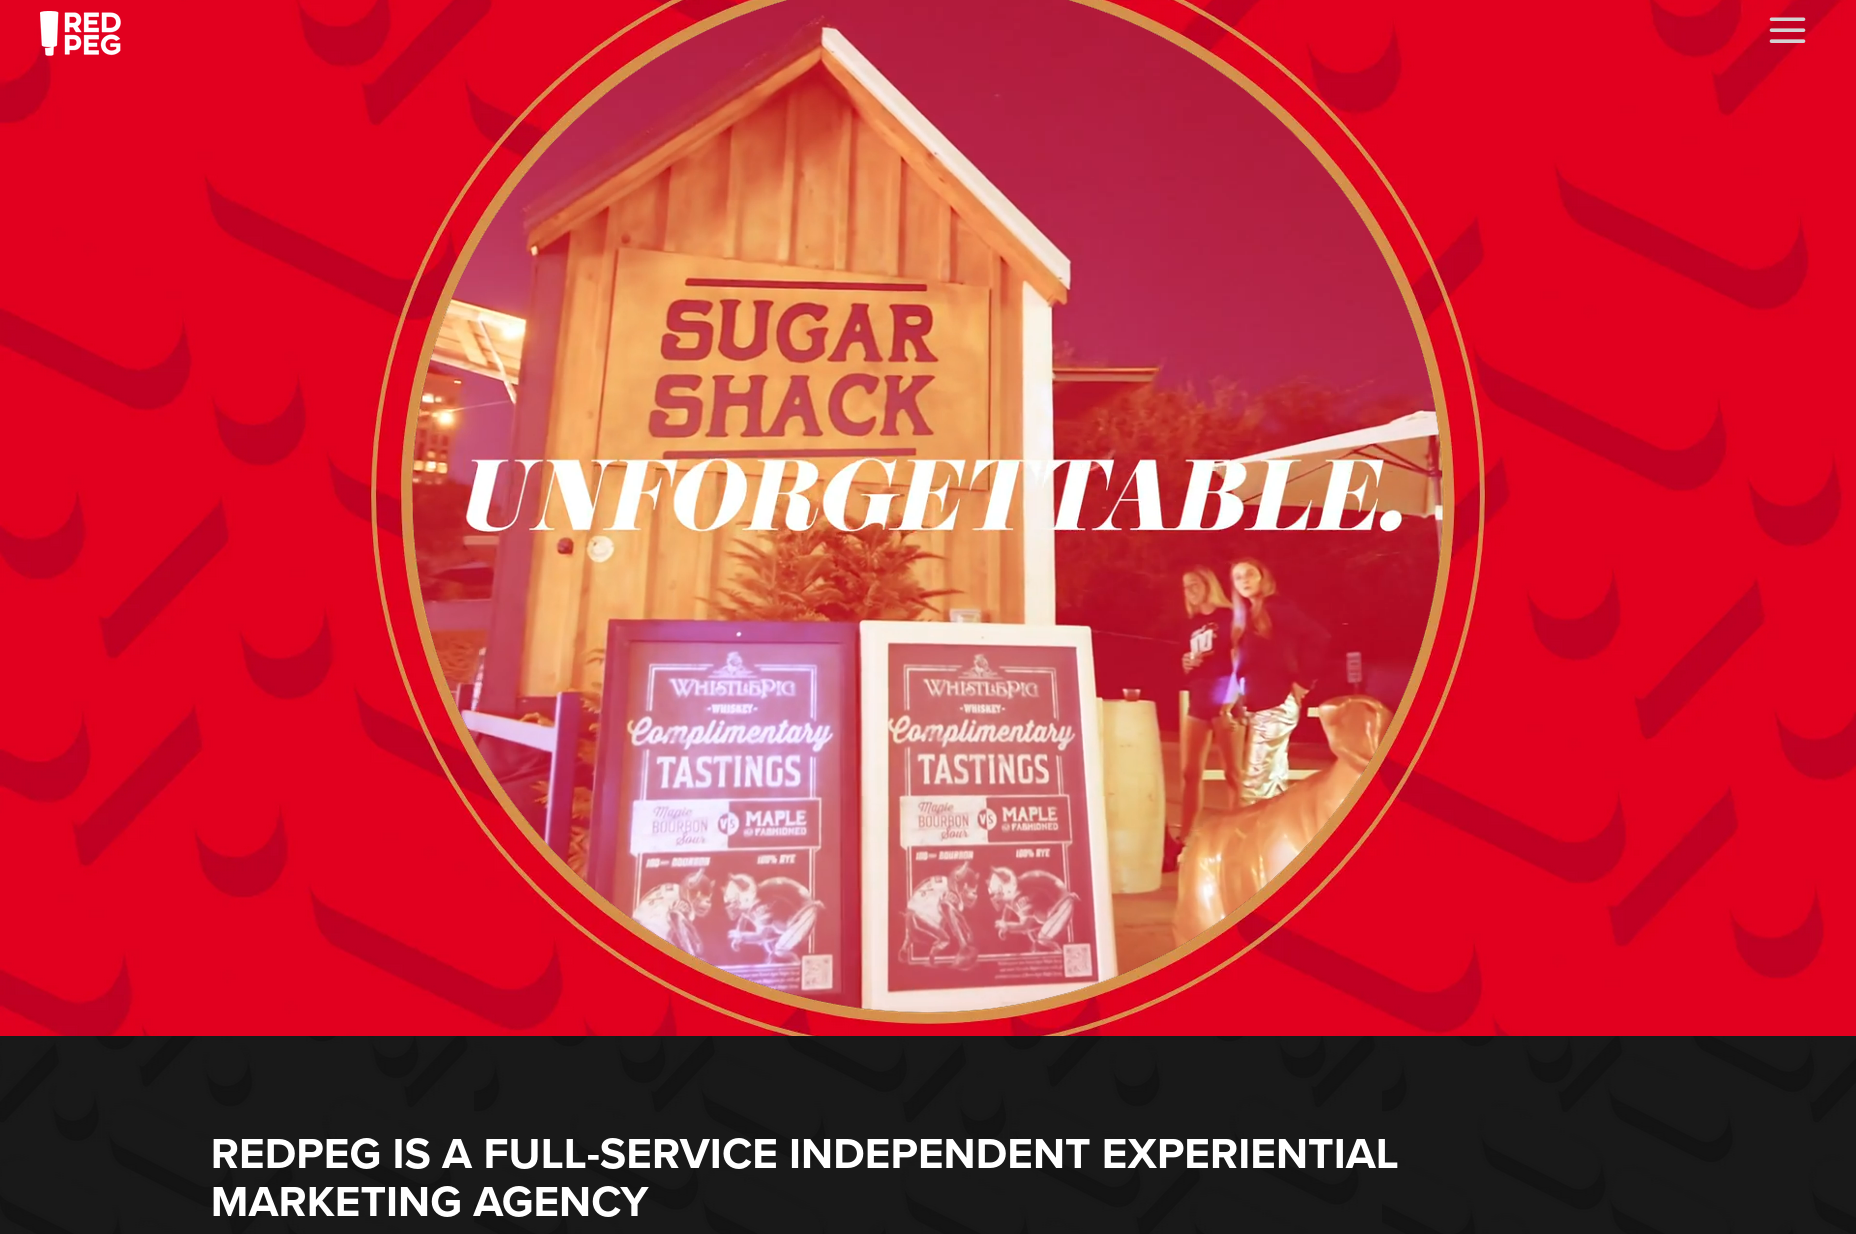 RED
PEG
SUGAR
SHACK
UNFORGETTABLE.
WHISTLEPIG
-WHISKEY-
Complimentary
TASTINGS
Maple
BOURBON
Sour
VS
MAPLE
FASHIONED
100% RYE
WHISTLEPIG
-WHISKEY-
Complimentary
TASTINGS
Maple
BOURBON
Sour
VS
MAPLE
FASHIONED
100% RYE
REDPEG IS A FULL-SERVICE INDEPENDENT EXPERIENTIAL
MARKETING AGENCY